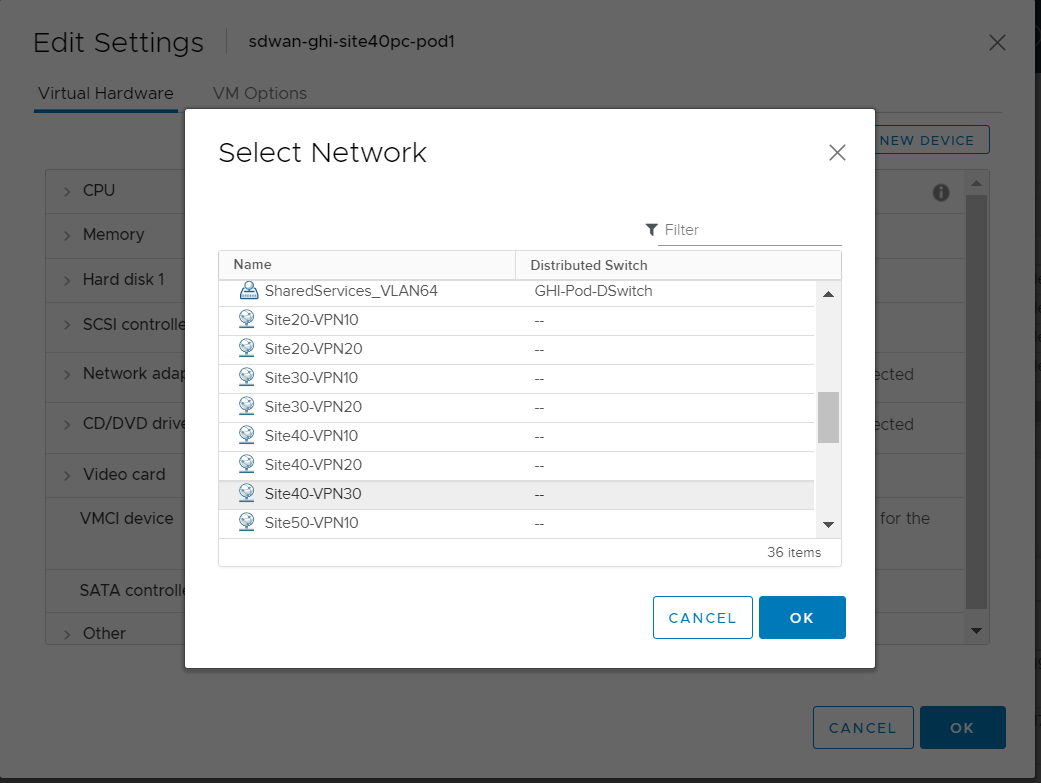 Edit Settings sdwan-ghi-site40pc-pod1
Virtual Hardware VM Options
NEW DEVICE
Select Network
Filter
Name Distributed Switch
SharedServices_VLAN64 GHI-Pod-DSwitch
Site20-VPN10 --
Site20-VPN20 --
Site30-VPN10 --
Site30-VPN20 --
Site40-VPN10 --
Site40-VPN20 --
Site40-VPN30 --
Site50-VPN10 --
36 items
CANCEL OK
CPU
Memory
Hard disk 1
SCSI controlle
Network adap ected
CD/DVD drive ected
Video card
VMCI device for the
SATA controlle
Other
CANCEL OK